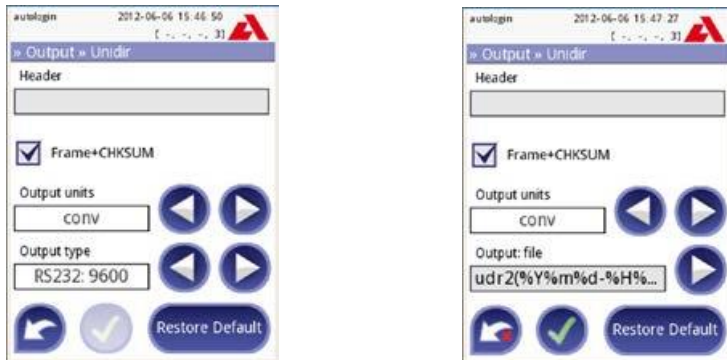 autologin 2012-06-06 15:46 50
[ -, -, -, 3]
» Output » Unidir
Header
Frame+CHKSUM
Output units
conv
Output type
RS232: 9600
Restore Default
autologin 2012-06-06 15.47 27
[ -, -, -, 3]
» Output » Unidir
Header
Frame+CHKSUM
Output units
conv
Output: file
udr2(%Y%m%d-%H%...
Restore Default